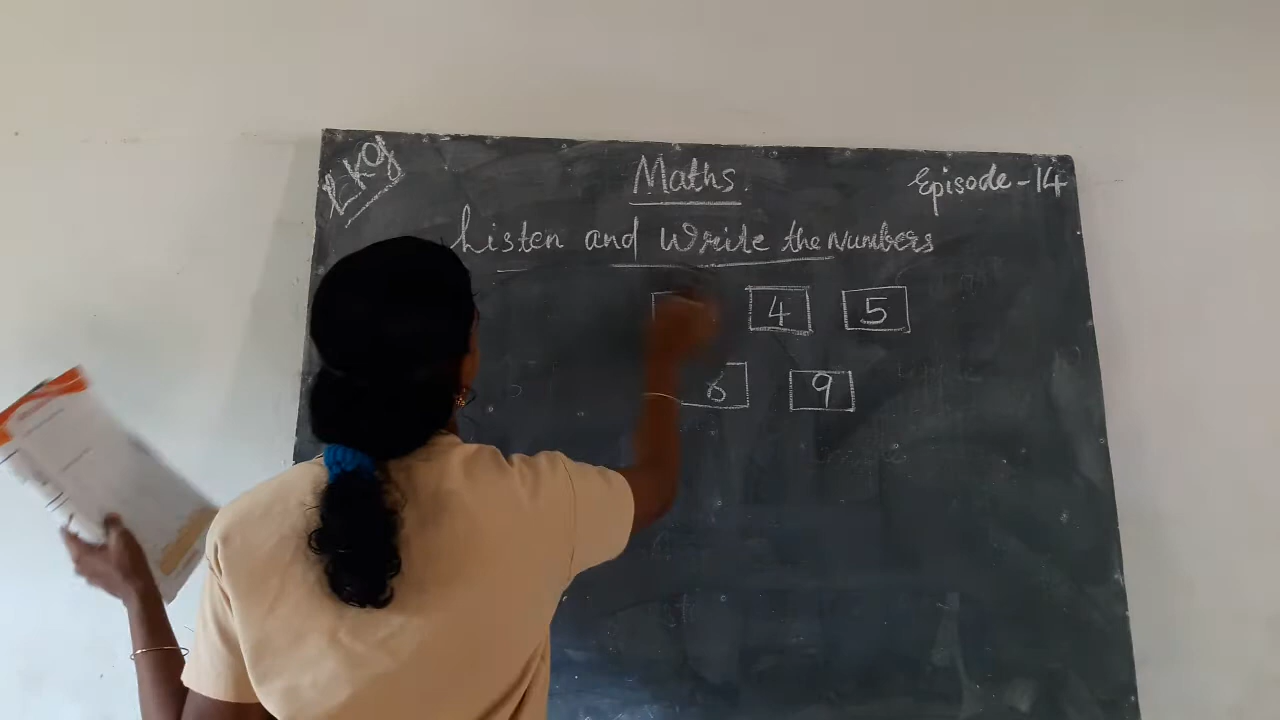 LKG
Maths.
Episode-14
Listen and Write the Numbers
4 5
6 9